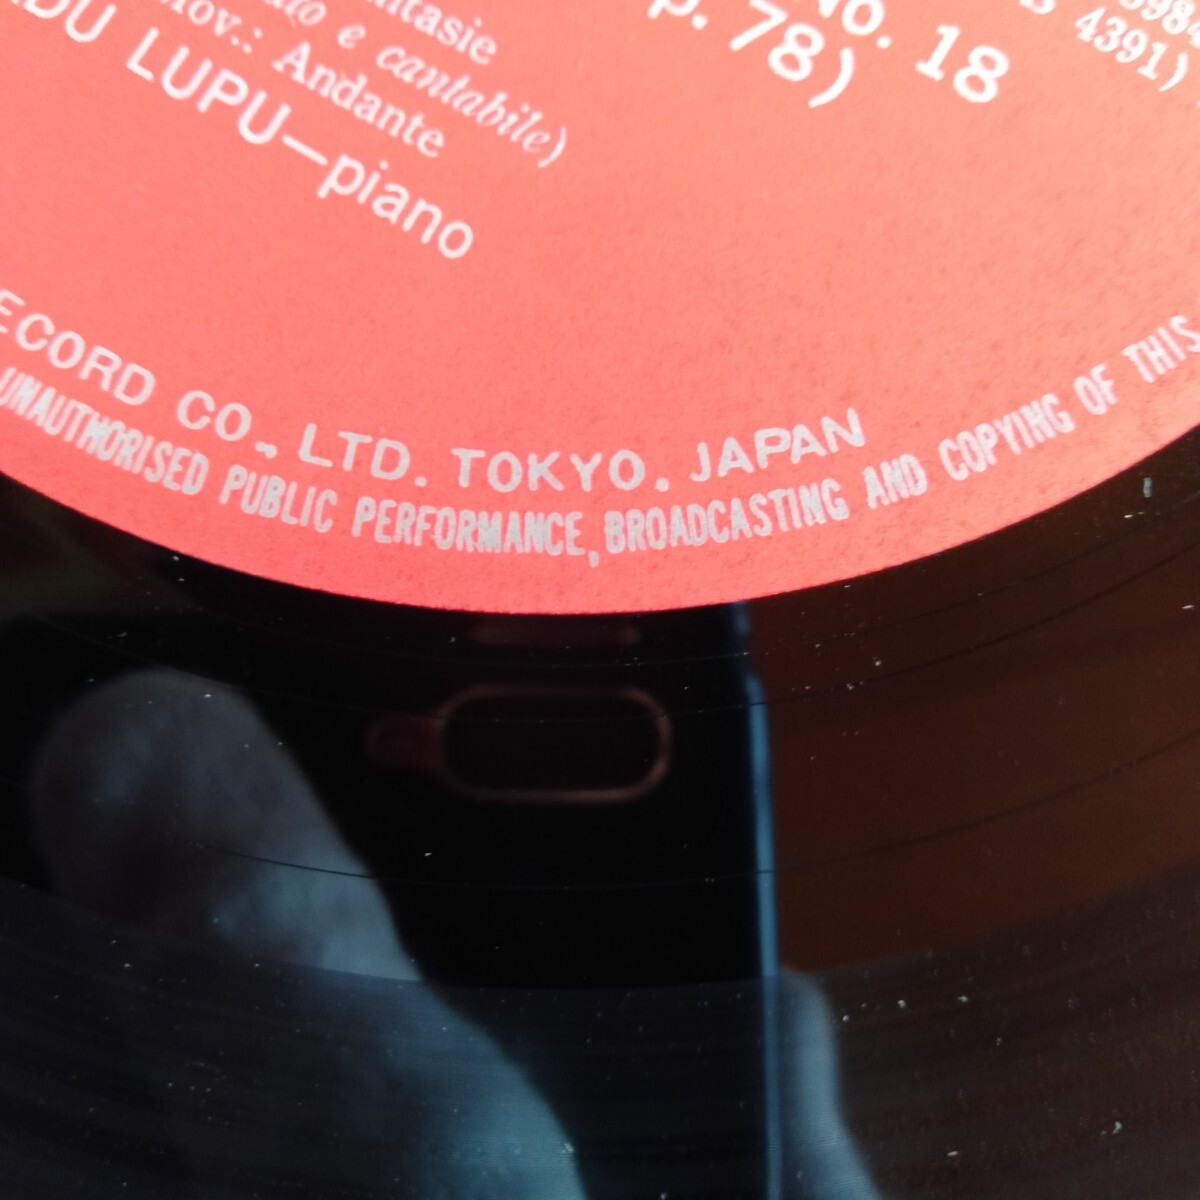 No. 18
p. 78)
4391)
ntasie
e cantabile)
mov.: Andante
DU LUPU—piano
ECORD CO., LTD. TOKYO. JAPAN
UNAUTHORISED PUBLIC PERFORMANCE, BROADCASTING AND COPYING OF THIS